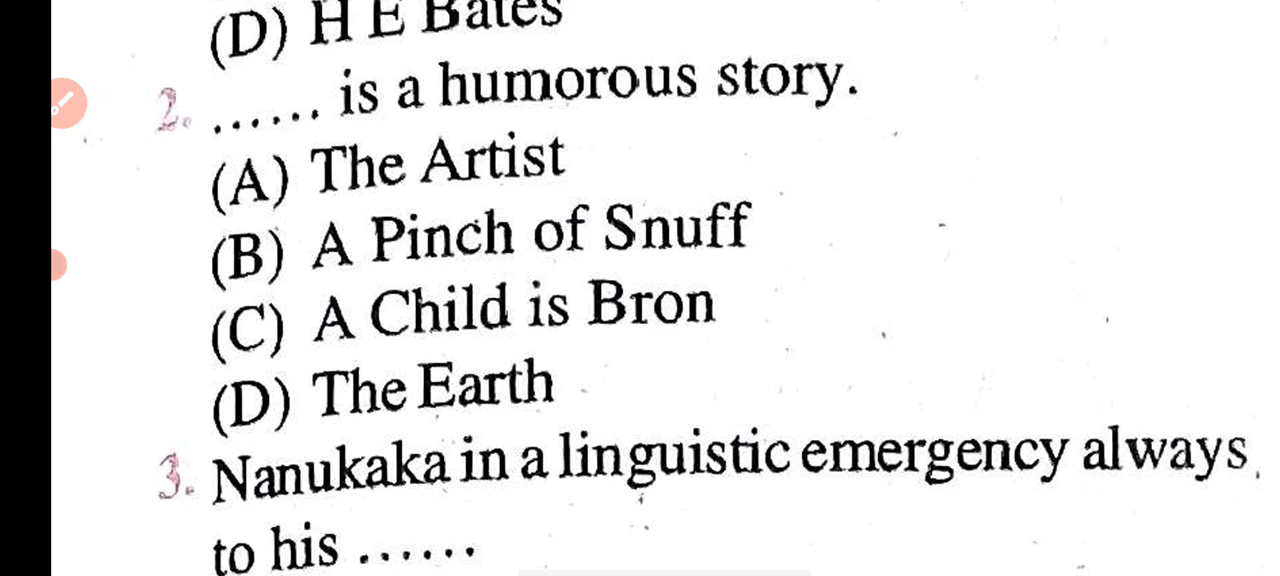 (D) H E Bates
2. ...... is a humorous story.
(A) The Artist
(B) A Pinch of Snuff
(C) A Child is Bron
(D) The Earth
3. Nanukaka in a linguistic emergency always
to his ......